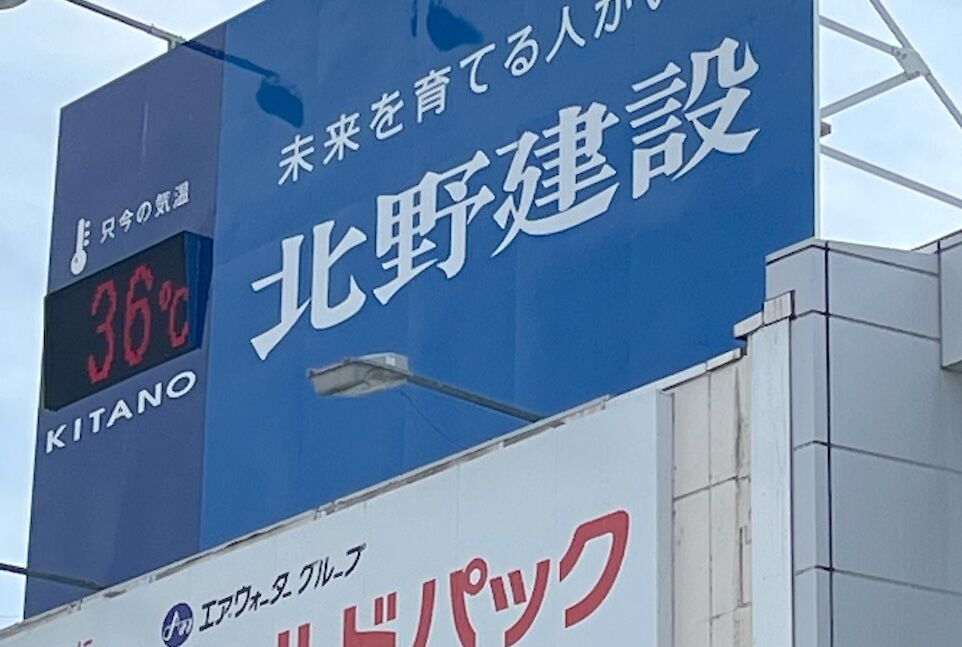 未来を育てる人が
北野建設
只今の気温
36℃
KITANO
エア・ウォーターグループ
ルドパック